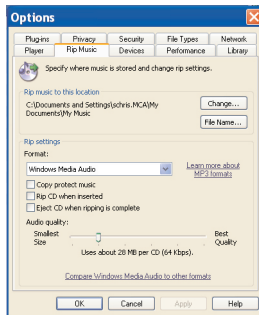 Options
Plug-ins Privacy Security File Types Network
Player Rip Music Devices Performance Library
Specify where music is stored and change rip settings.
Rip music to this location
C:\Documents and Settings\schris.MCA\My
Documents\My Music
Change...
File Name...
Rip settings
Format:
Windows Media Audio
Learn more about
MP3 formats
Copy protect music
Rip CD when inserted
Eject CD when ripping is complete
Audio quality:
Smallest
Size
Best
Quality
Uses about 28 MB per CD (64 Kbps).
Compare Windows Media Audio to other formats
OK Cancel Apply Help